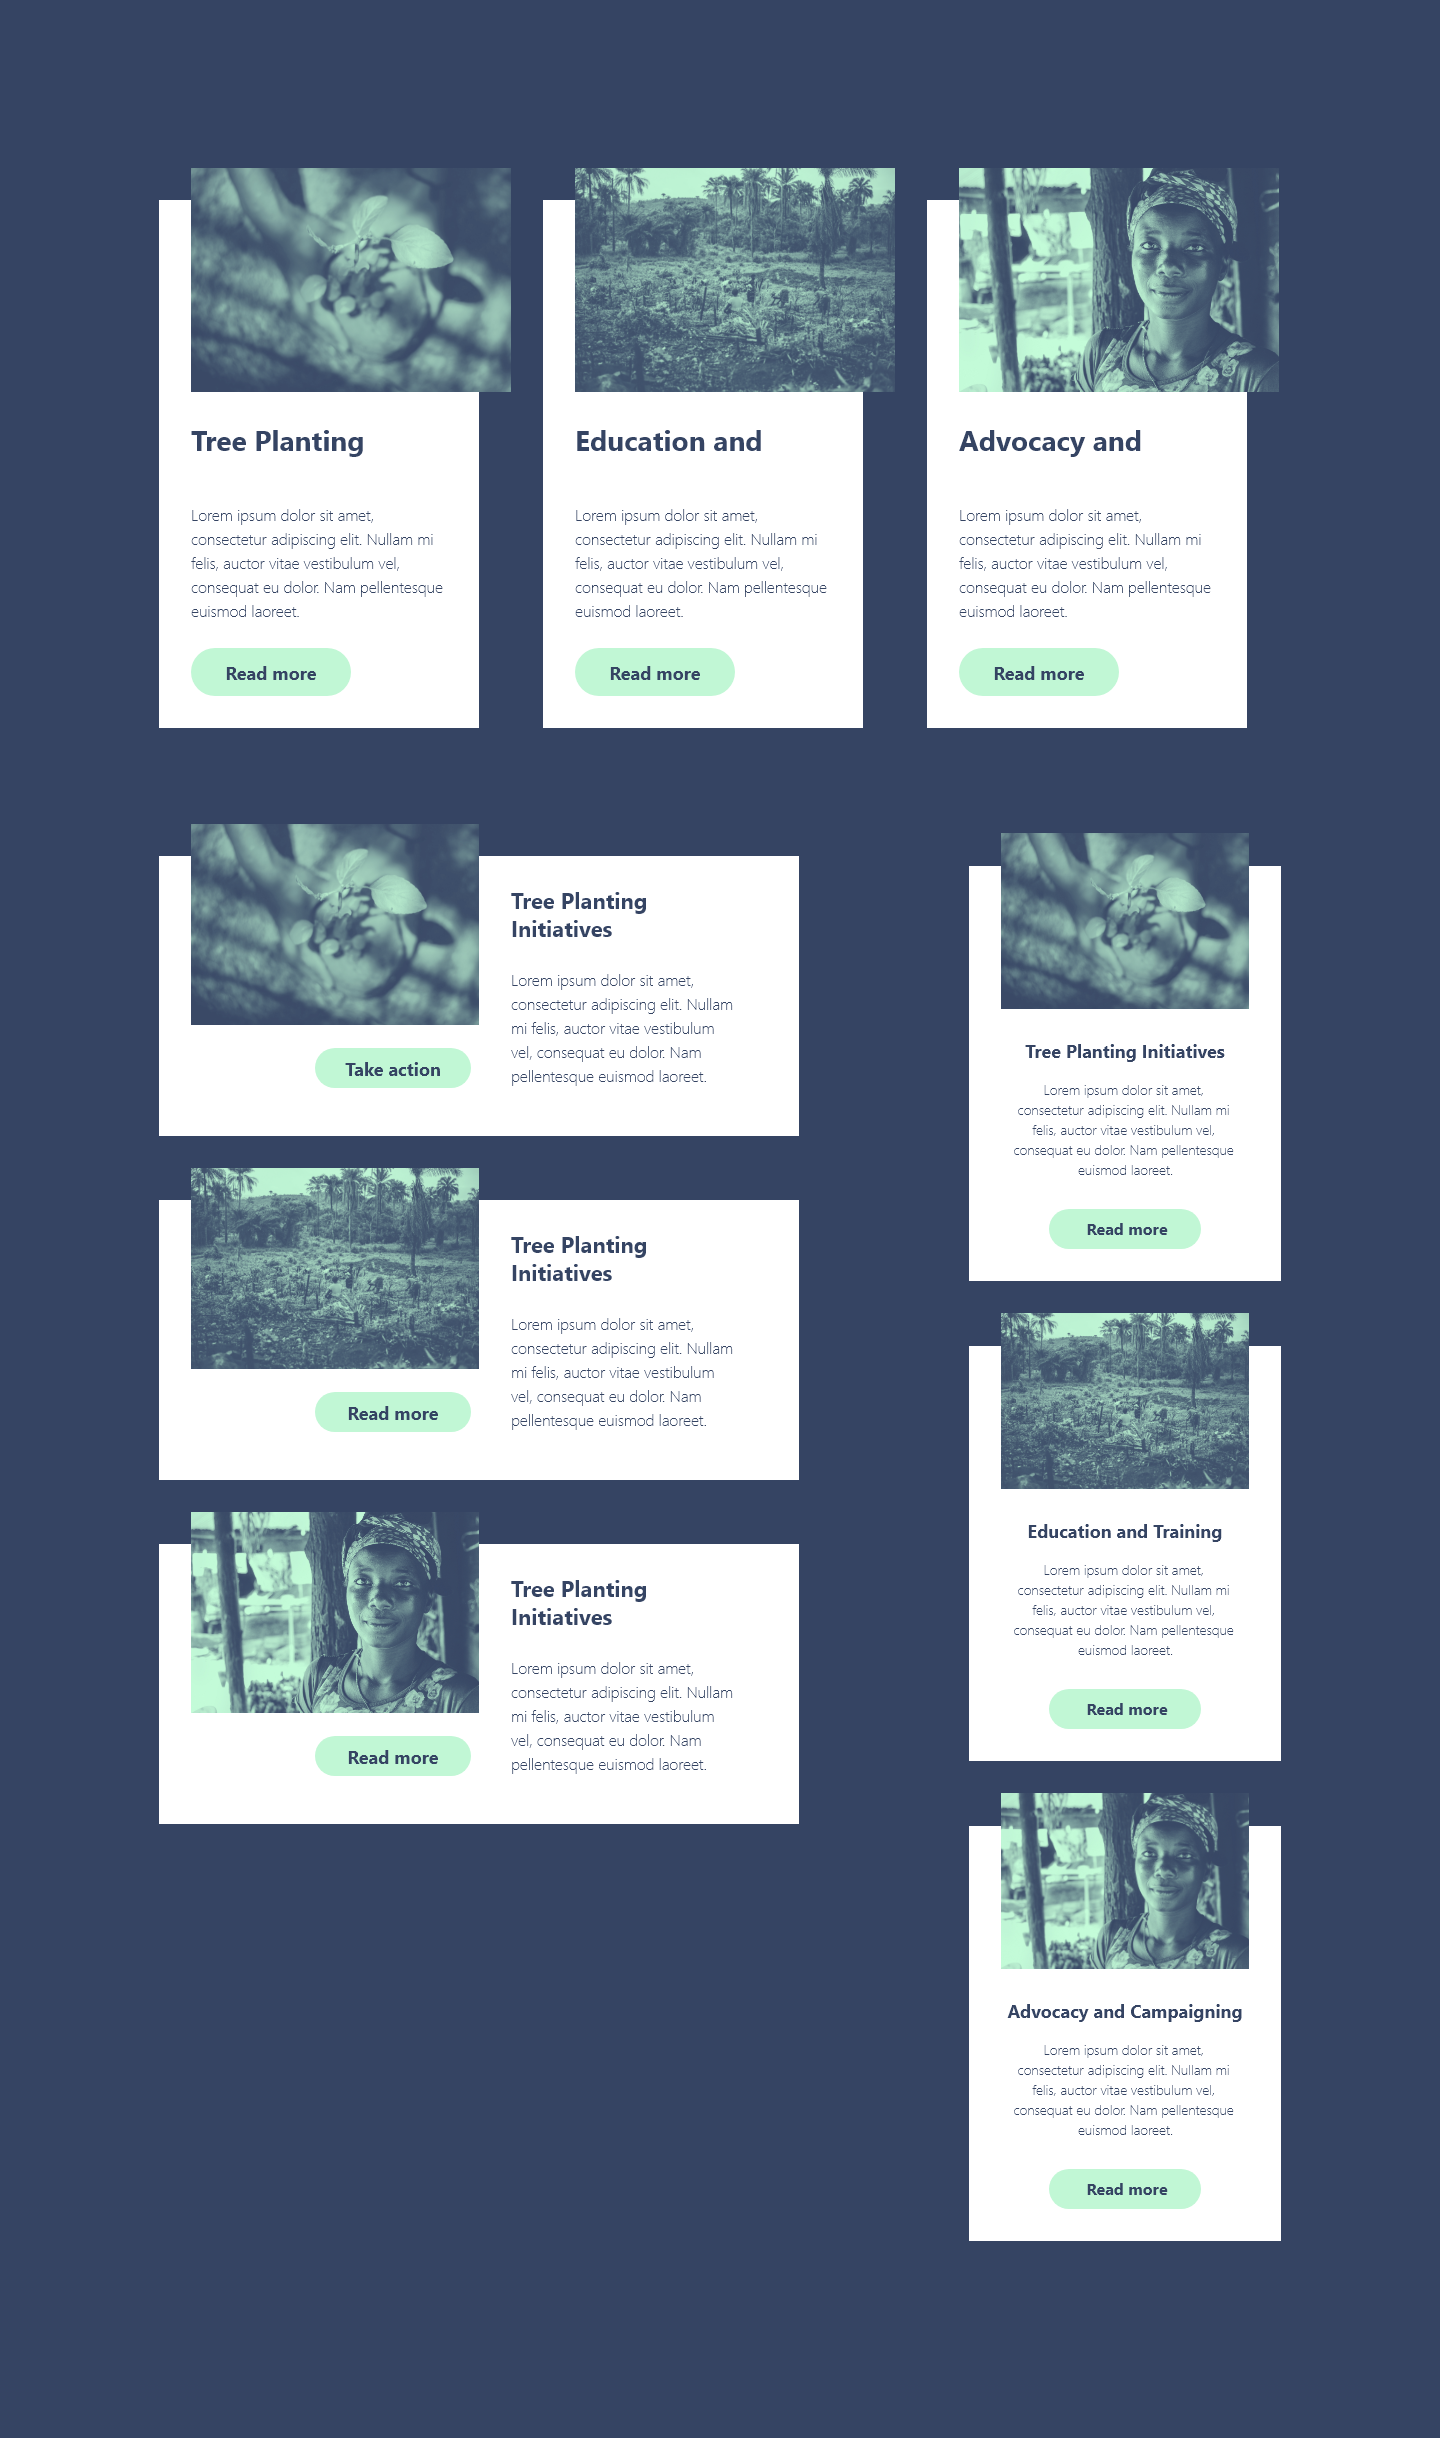 Tree Planting
Lorem ipsum dolor sit amet,
consectetur adipiscing elit. Nullam mi
felis, auctor vitae vestibulum vel,
consequat eu dolor. Nam pellentesque
euismod laoreet.
Read more
Education and
Lorem ipsum dolor sit amet,
consectetur adipiscing elit. Nullam mi
felis, auctor vitae vestibulum vel,
consequat eu dolor. Nam pellentesque
euismod laoreet.
Read more
Advocacy and
Lorem ipsum dolor sit amet,
consectetur adipiscing elit. Nullam mi
felis, auctor vitae vestibulum vel,
consequat eu dolor. Nam pellentesque
euismod laoreet.
Read more
Tree Planting
Initiatives
Lorem ipsum dolor sit amet,
consectetur adipiscing elit. Nullam
mi felis, auctor vitae vestibulum
vel, consequat eu dolor. Nam
pellentesque euismod laoreet.
Take action
Tree Planting
Initiatives
Lorem ipsum dolor sit amet,
consectetur adipiscing elit. Nullam
mi felis, auctor vitae vestibulum
vel, consequat eu dolor. Nam
pellentesque euismod laoreet.
Read more
Tree Planting
Initiatives
Lorem ipsum dolor sit amet,
consectetur adipiscing elit. Nullam
mi felis, auctor vitae vestibulum
vel, consequat eu dolor. Nam
pellentesque euismod laoreet.
Read more
Tree Planting Initiatives
Lorem ipsum dolor sit amet,
consectetur adipiscing elit. Nullam mi
felis, auctor vitae vestibulum vel,
consequat eu dolor. Nam pellentesque
euismod laoreet.
Read more
Education and Training
Lorem ipsum dolor sit amet,
consectetur adipiscing elit. Nullam mi
felis, auctor vitae vestibulum vel,
consequat eu dolor. Nam pellentesque
euismod laoreet.
Read more
Advocacy and Campaigning
Lorem ipsum dolor sit amet,
consectetur adipiscing elit. Nullam mi
felis, auctor vitae vestibulum vel,
consequat eu dolor. Nam pellentesque
euismod laoreet.
Read more